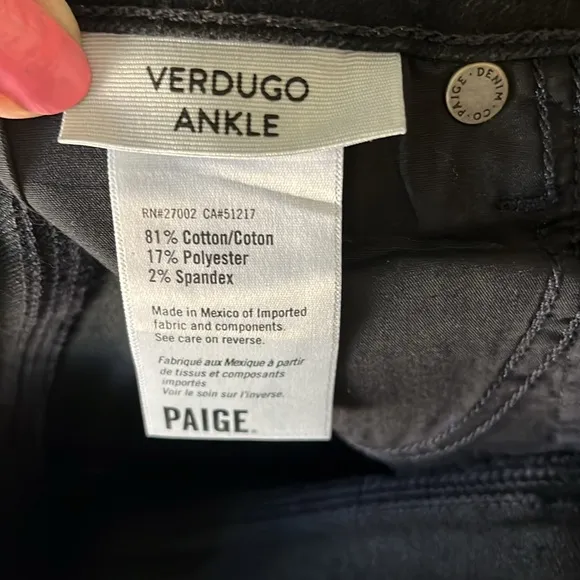 VERDUGO
ANKLE
PAIGE · DENIM · CO ·
RN#27002 CA#51217
81% Cotton/Coton
17% Polyester
2% Spandex
Made in Mexico of Imported
fabric and components.
See care on reverse.
Fabriqué aux Mexique à partir
de tissus et composants
importés
Voir le soin sur l'inverse.
PAIGE.